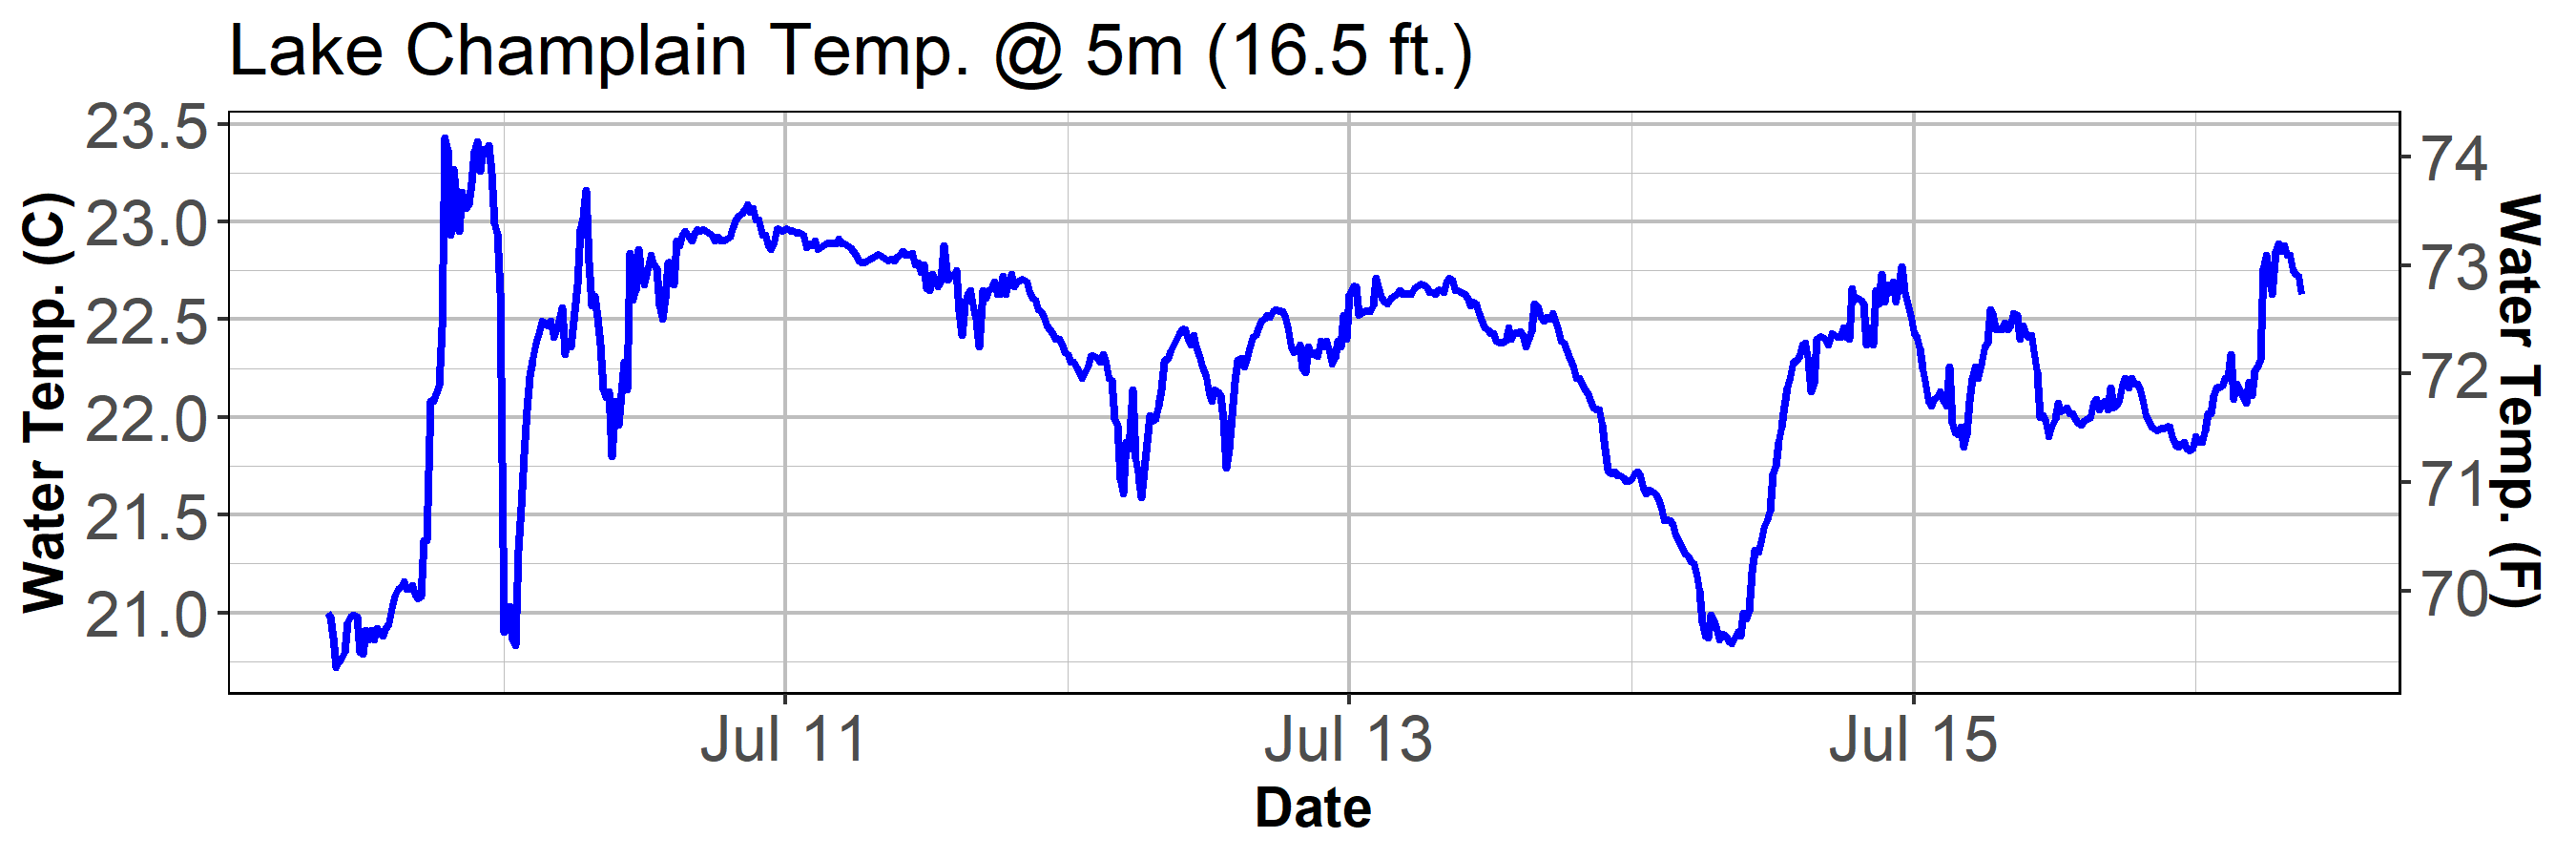 Lake Champlain Temp. @ 5m (16.5 ft.)
Water Temp. (C)
23.5
23.0
22.5
22.0
21.5
21.0
74
73
72
71
70
Water Temp. (F)
Jul 11
Jul 13
Jul 15
Date